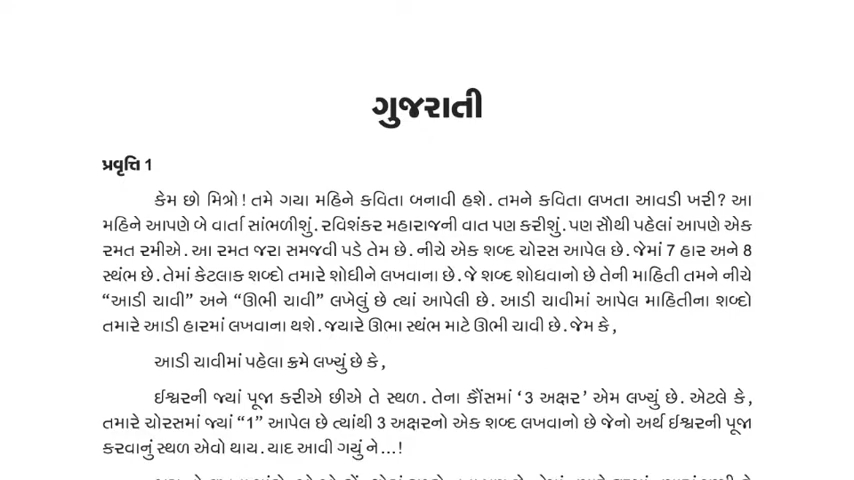 ગુજરાતી
પ્રવૃત્તિ 1
કેમ છો મિત્રો! તમે ગયા મહિને કવિતા બનાવી હશે. તમને કવિતા લખતા આવડી ખરી? આ
મહિને આપણે બે વાર્તા સાંભળીશું. રવિશંકર મહારાજની વાત પણ કરીશું. પણ સૌથી પહેલાં આપણે એક
રમત રમીએ. આ રમત જરા સમજવી પડે તેમ છે. નીચે એક શબ્દ ચોરસ આપેલ છે. જેમાં 7 હાર અને 8
સ્થંભ છે. તેમાં કેટલાક શબ્દો તમારે શોધીને લખવાના છે. જે શબ્દ શોધવાનો છે તેની માહિતી તમને નીચે
“આડી ચાવી” અને “ઊભી ચાવી” લખેલું છે ત્યાં આપેલી છે. આડી ચાવીમાં આપેલ માહિતીના શબ્દો
તમારે આડી હારમાં લખવાના થશે. જ્યારે ઊભા સ્થંભ માટે ઊભી ચાવી છે. જેમ કે,
આડી ચાવીમાં પહેલા ક્રમે લખ્યું છે કે,
ઈશ્વરની જ્યાં પૂજા કરીએ છીએ તે સ્થળ. તેના કૌંસમાં ‘3 અક્ષર’ એમ લખ્યું છે. એટલે કે,
તમારે ચોરસમાં જ્યાં “1” આપેલ છે ત્યાંથી 3 અક્ષરનો એક શબ્દ લખવાનો છે જેનો અર્થ ઈશ્વરની પૂજા
કરવાનું સ્થળ એવો થાય. યાદ આવી ગયું ને...!